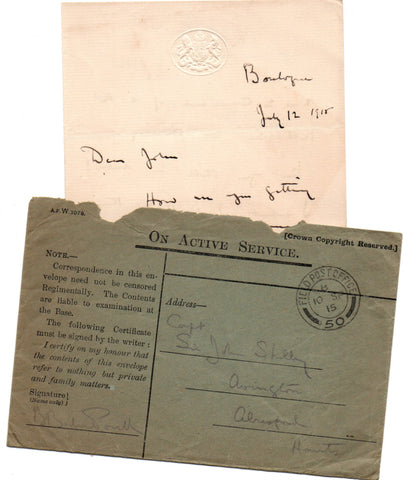 Boulogne
July 12 1915
Dear John
How are you getting
A.F.W.3078.
[Crown Copyright Reserved.]
ON ACTIVE SERVICE.
NOTE.—
Correspondence in this en-
velope need not be censored
Regimentally. The Contents
are liable to examination at
the Base.
The following Certificate
must be signed by the writer:
I certify on my honour that
the contents of this envelope
refer to nothing but private
and family matters.
Signature
(Name only)
Address—
Capt
Sir John Shelley
Avington
Alresford
Hants
FIELD POST OFFICE
10
15
50